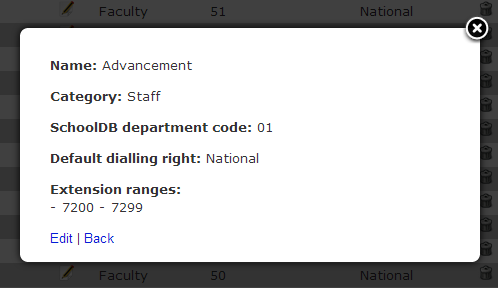 Faculty 51 National
Name: Advancement
Category: Staff
SchoolDB department code: 01
Default dialling right: National
Extension ranges:
- 7200 - 7299
Edit | Back
Faculty 50 National